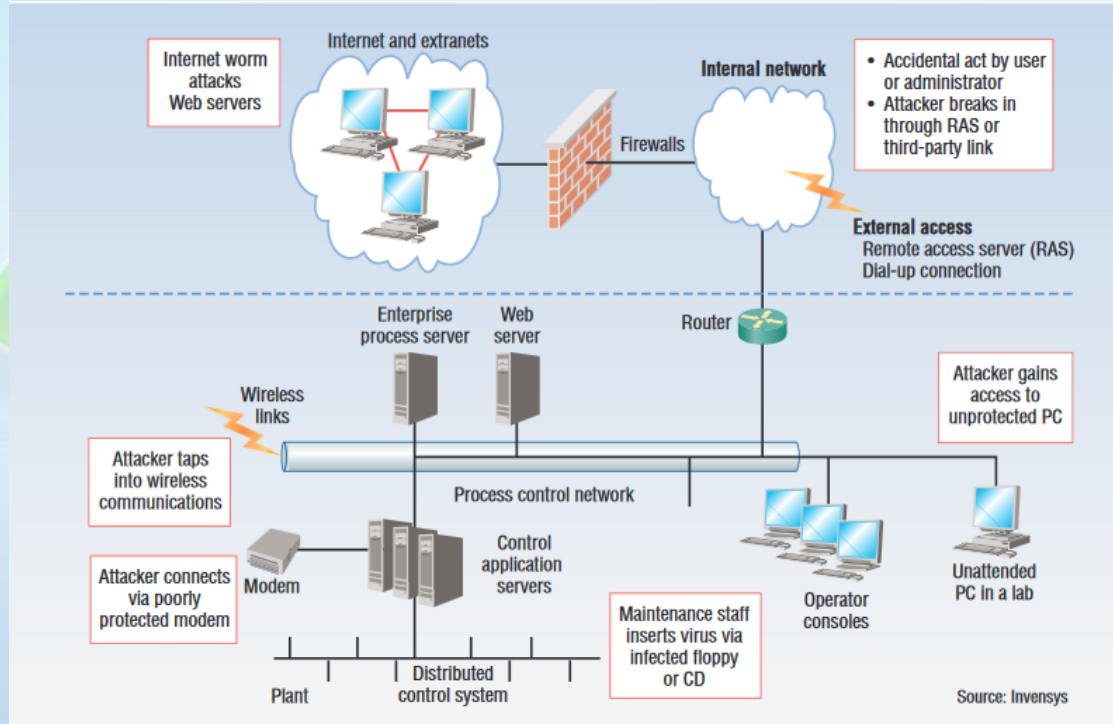 Internet worm
attacks
Web servers
Internet and extranets
Internal network
• Accidental act by user
or administrator
• Attacker breaks in
through RAS or
third-party link
Firewalls
External access
Remote access server (RAS)
Dial-up connection
Enterprise
process server
Web
server
Router
Wireless
links
Attacker gains
access to
unprotected PC
Attacker taps
into wireless
communications
Process control network
Attacker connects
via poorly
protected modem
Modem
Control
application
servers
Operator
consoles
Unattended
PC in a lab
Maintenance staff
inserts virus via
infected floppy
or CD
Plant
Distributed
control system
Source: Invensys